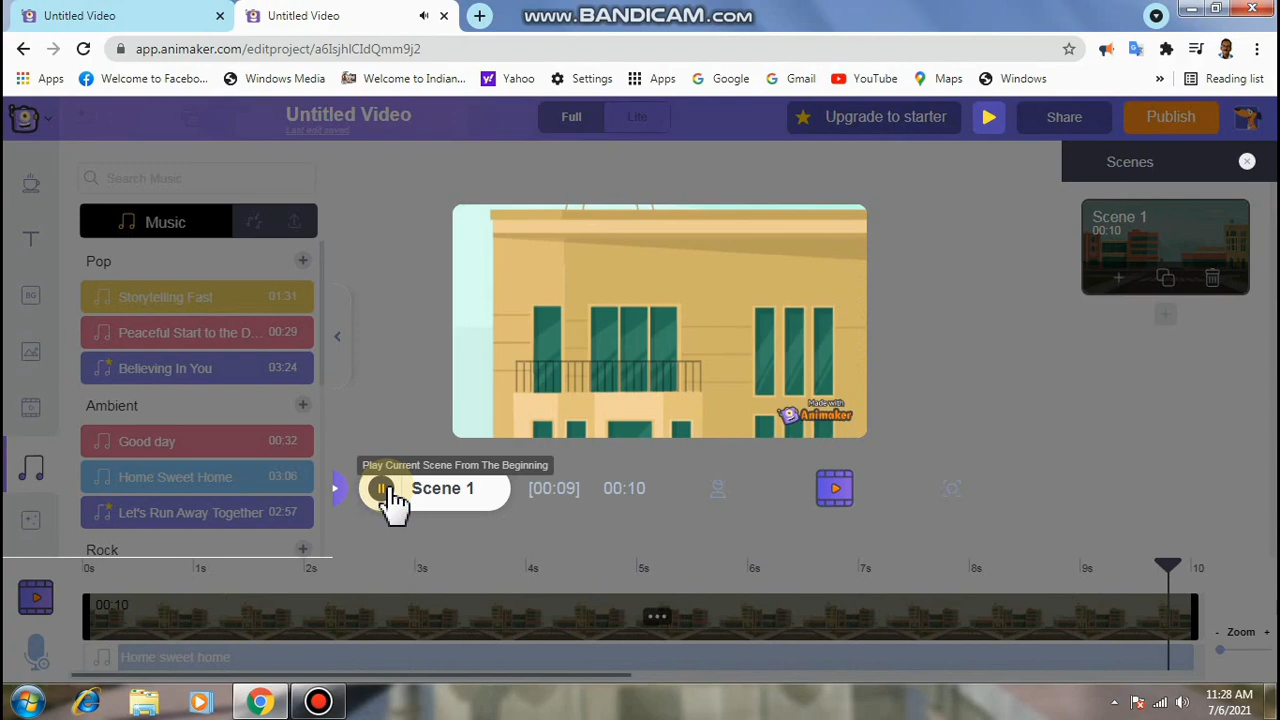 Untitled Video
Untitled Video
www.BANDICAM.com
app.animaker.com/editproject/a6IsjhlCIdQmm9j2
Apps
Welcome to Facebo...
Windows Media
Welcome to Indian...
Yahoo
Settings
Apps
Google
Gmail
YouTube
Maps
Windows
»
Reading list
Untitled Video
Last edit saved
Full
Lite
Upgrade to starter
Share
Publish
Search Music
Scenes
Music
Scene 1
00:10
Pop
Storytelling Fast 01:31
Peaceful Start to the D... 00:29
Believing In You 03:24
Ambient
Good day 00:32
Home Sweet Home 03:06
Let's Run Away Together 02:57
Rock
BG
Made with
Animaker
Play Current Scene From The Beginning
Scene 1
[00:09] 00:10
0s 1s 2s 3s 4s 5s 6s 7s 8s 9s 10
00:10
- Zoom +
Home sweet home
11:28 AM
7/6/2021